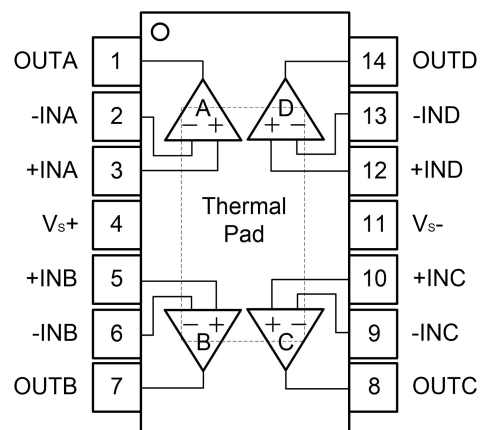 OUTA 1 14 OUTD
A D
-INA 2 13 -IND
− + + −
+INA 3 12 +IND
Thermal
Vs+ 4 11 Vs-
Pad
+INB 5 10 +INC
− + + −
-INB 6 9 -INC
B C
OUTB 7 8 OUTC